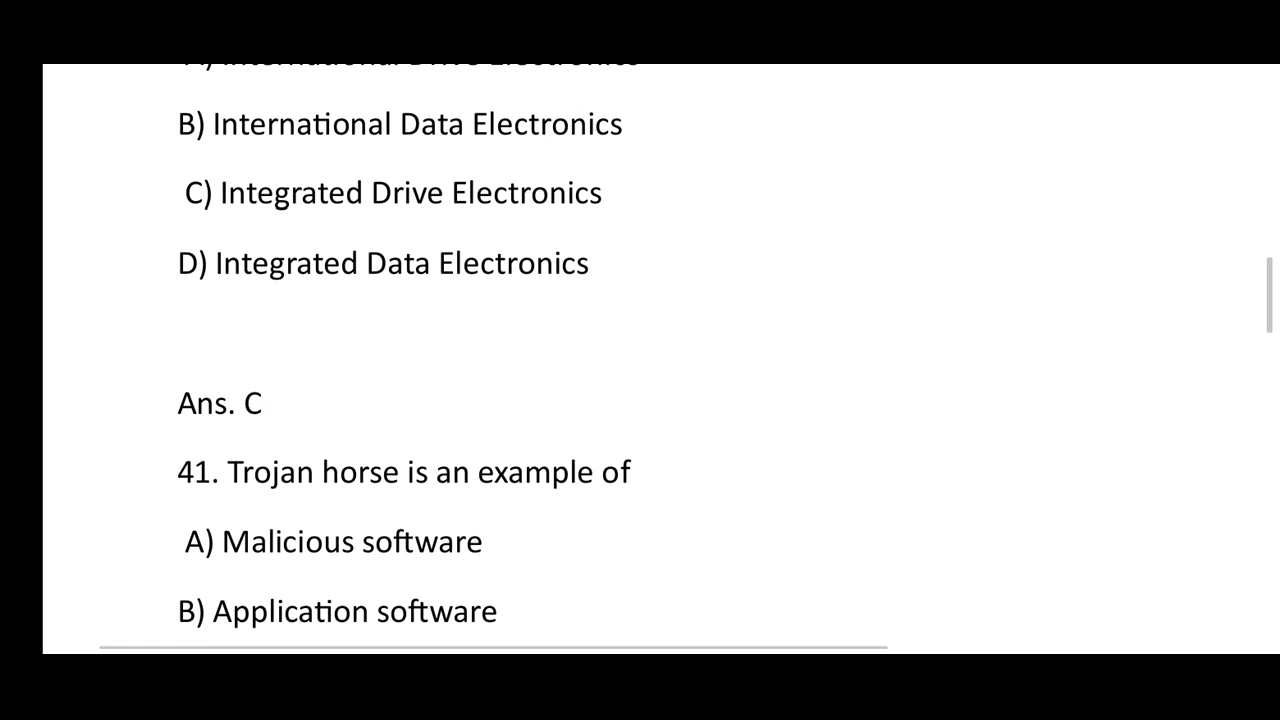 B) International Data Electronics
C) Integrated Drive Electronics
D) Integrated Data Electronics
Ans. C
41. Trojan horse is an example of
A) Malicious software
B) Application software